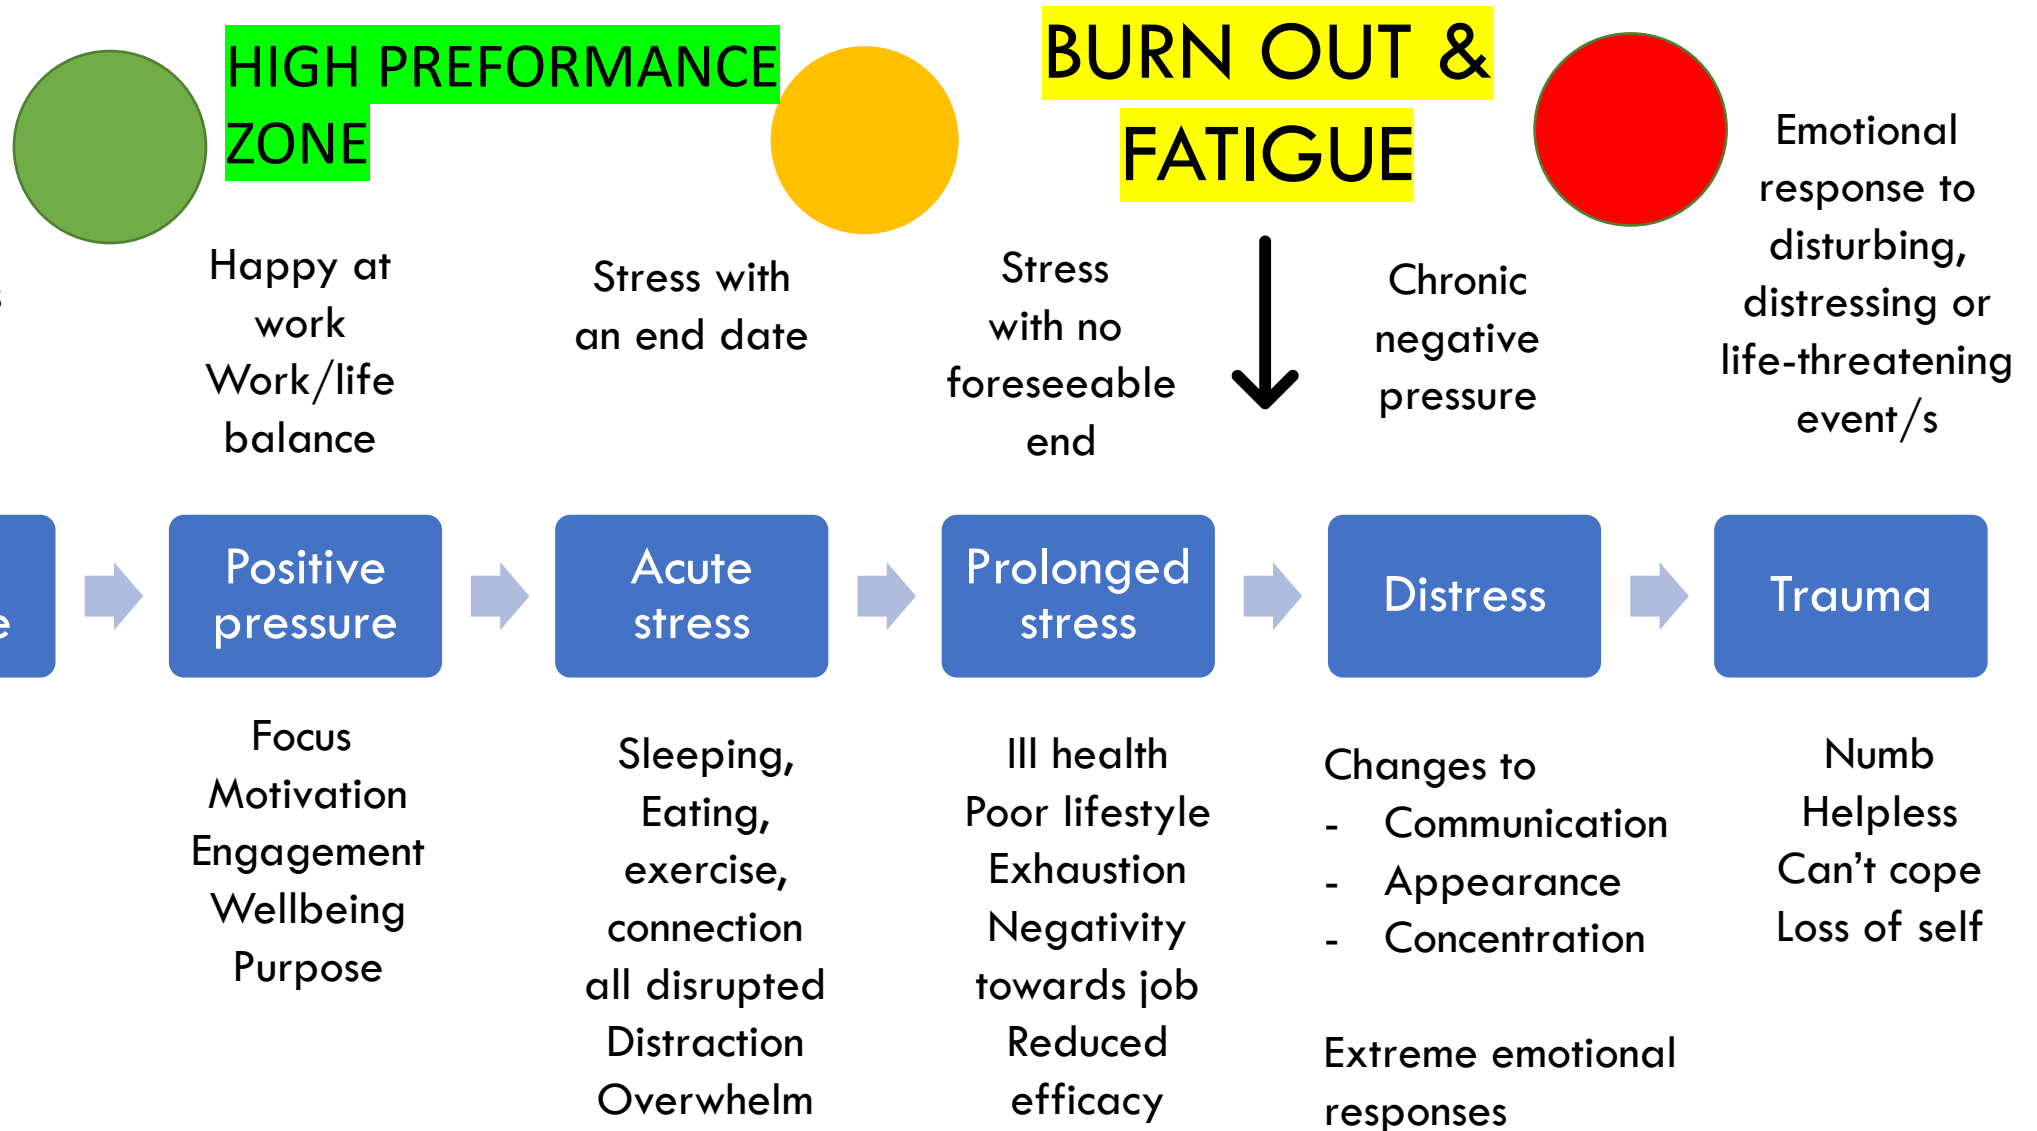 HIGH PREFORMANCE
ZONE
BURN OUT &
FATIGUE
Happy at
work
Work/life
balance
Stress with
an end date
Stress
with no
foreseeable
end
Chronic
negative
pressure
Emotional
response to
disturbing,
distressing or
life-threatening
event/s
Positive
pressure
Acute
stress
Prolonged
stress
Distress
Trauma
Focus
Motivation
Engagement
Wellbeing
Purpose
Sleeping,
Eating,
exercise,
connection
all disrupted
Distraction
Overwhelm
Ill health
Poor lifestyle
Exhaustion
Negativity
towards job
Reduced
efficacy
Changes to
- Communication
- Appearance
- Concentration
Extreme emotional
responses
Numb
Helpless
Can't cope
Loss of self